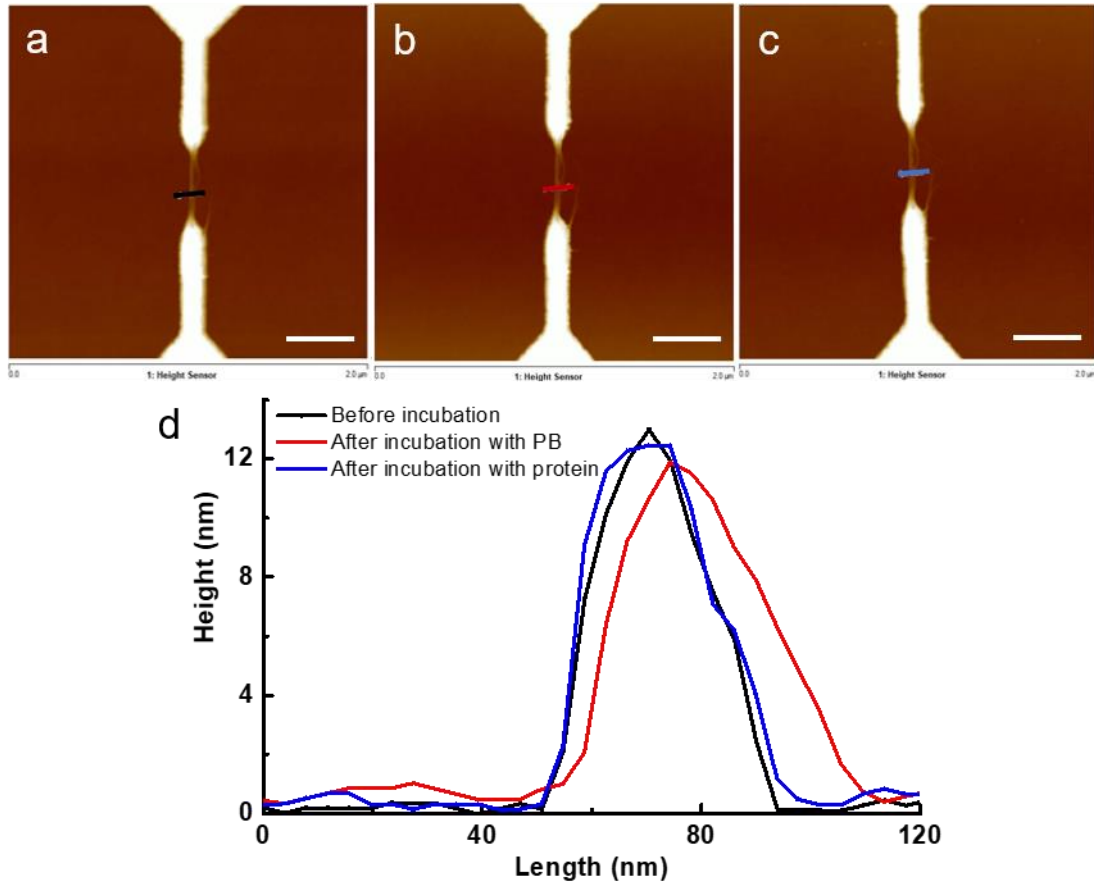 a
b
c
0.0 1: Height Sensor 2.0 µm
0.0 1: Height Sensor 2.0 µm
0.0 1: Height Sensor 2.0 µm
d
Before incubation
After incubation with PB
After incubation with protein
12
8
4
0
Height (nm)
0 40 80 120
Length (nm)